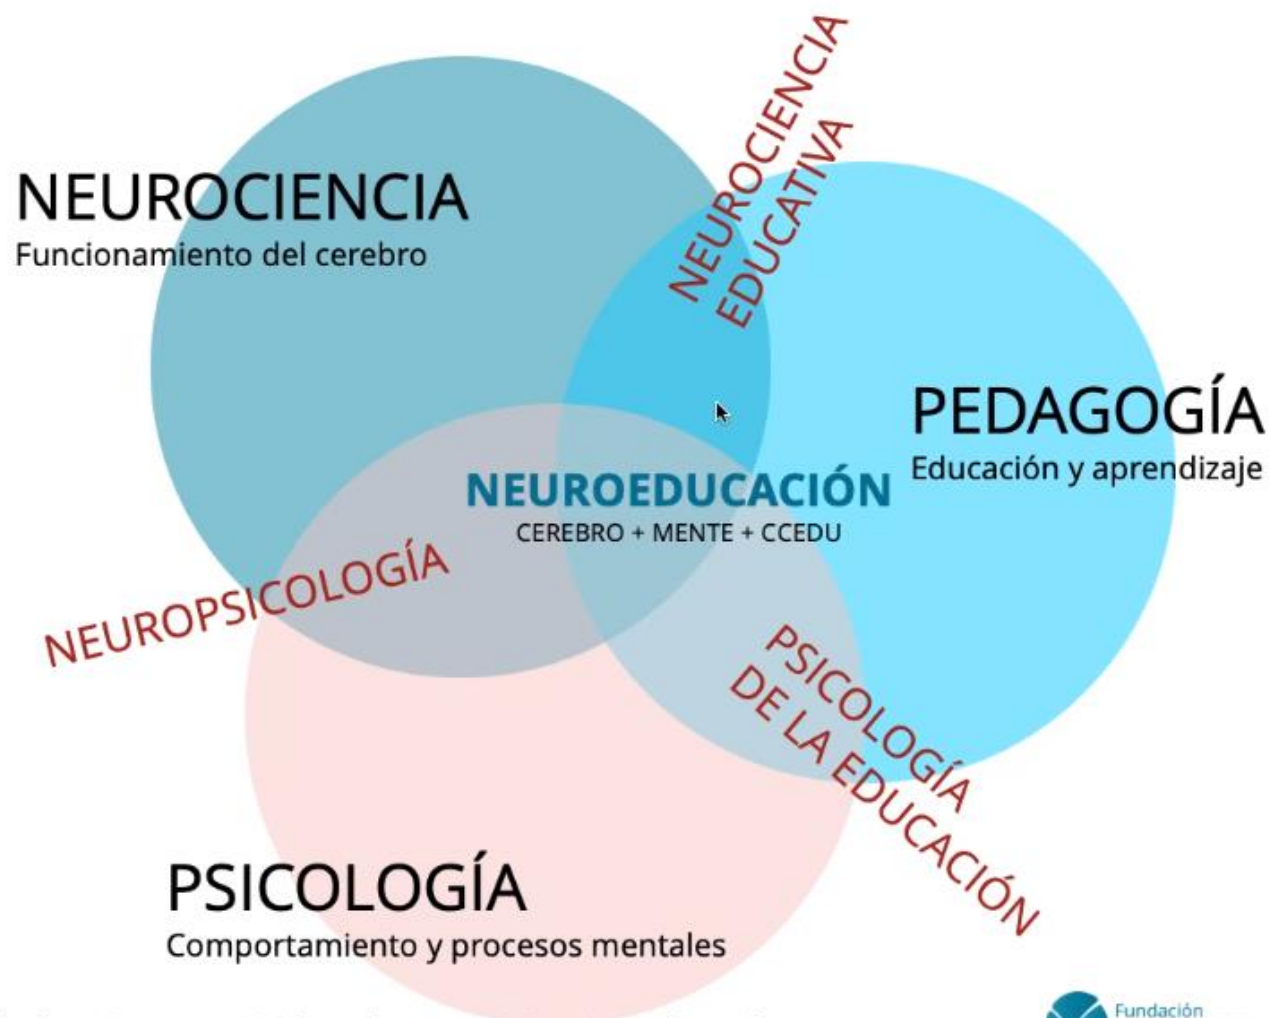 NEUROCIENCIA
EDUCATIVA
NEUROCIENCIA
Funcionamiento del cerebro
PEDAGOGÍA
Educación y aprendizaje
NEUROEDUCACIÓN
CEREBRO + MENTE + CCEDU
NEUROPSICOLOGÍA
PSICOLOGÍA
DE LA EDUCACIÓN
PSICOLOGÍA
Comportamiento y procesos mentales
Fundación